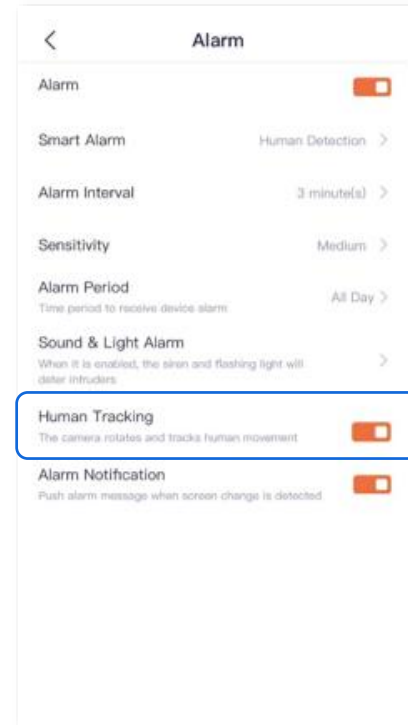 Alarm
Alarm
Smart Alarm Human Detection
Alarm Interval 3 minute(s)
Sensitivity Medium
Alarm Period
Time period to receive device alarm
All Day
Sound & Light Alarm
When it is enabled, the siren and flashing light will
deter intruders
Human Tracking
The camera rotates and tracks human movement
Alarm Notification
Push alarm message when screen change is detected